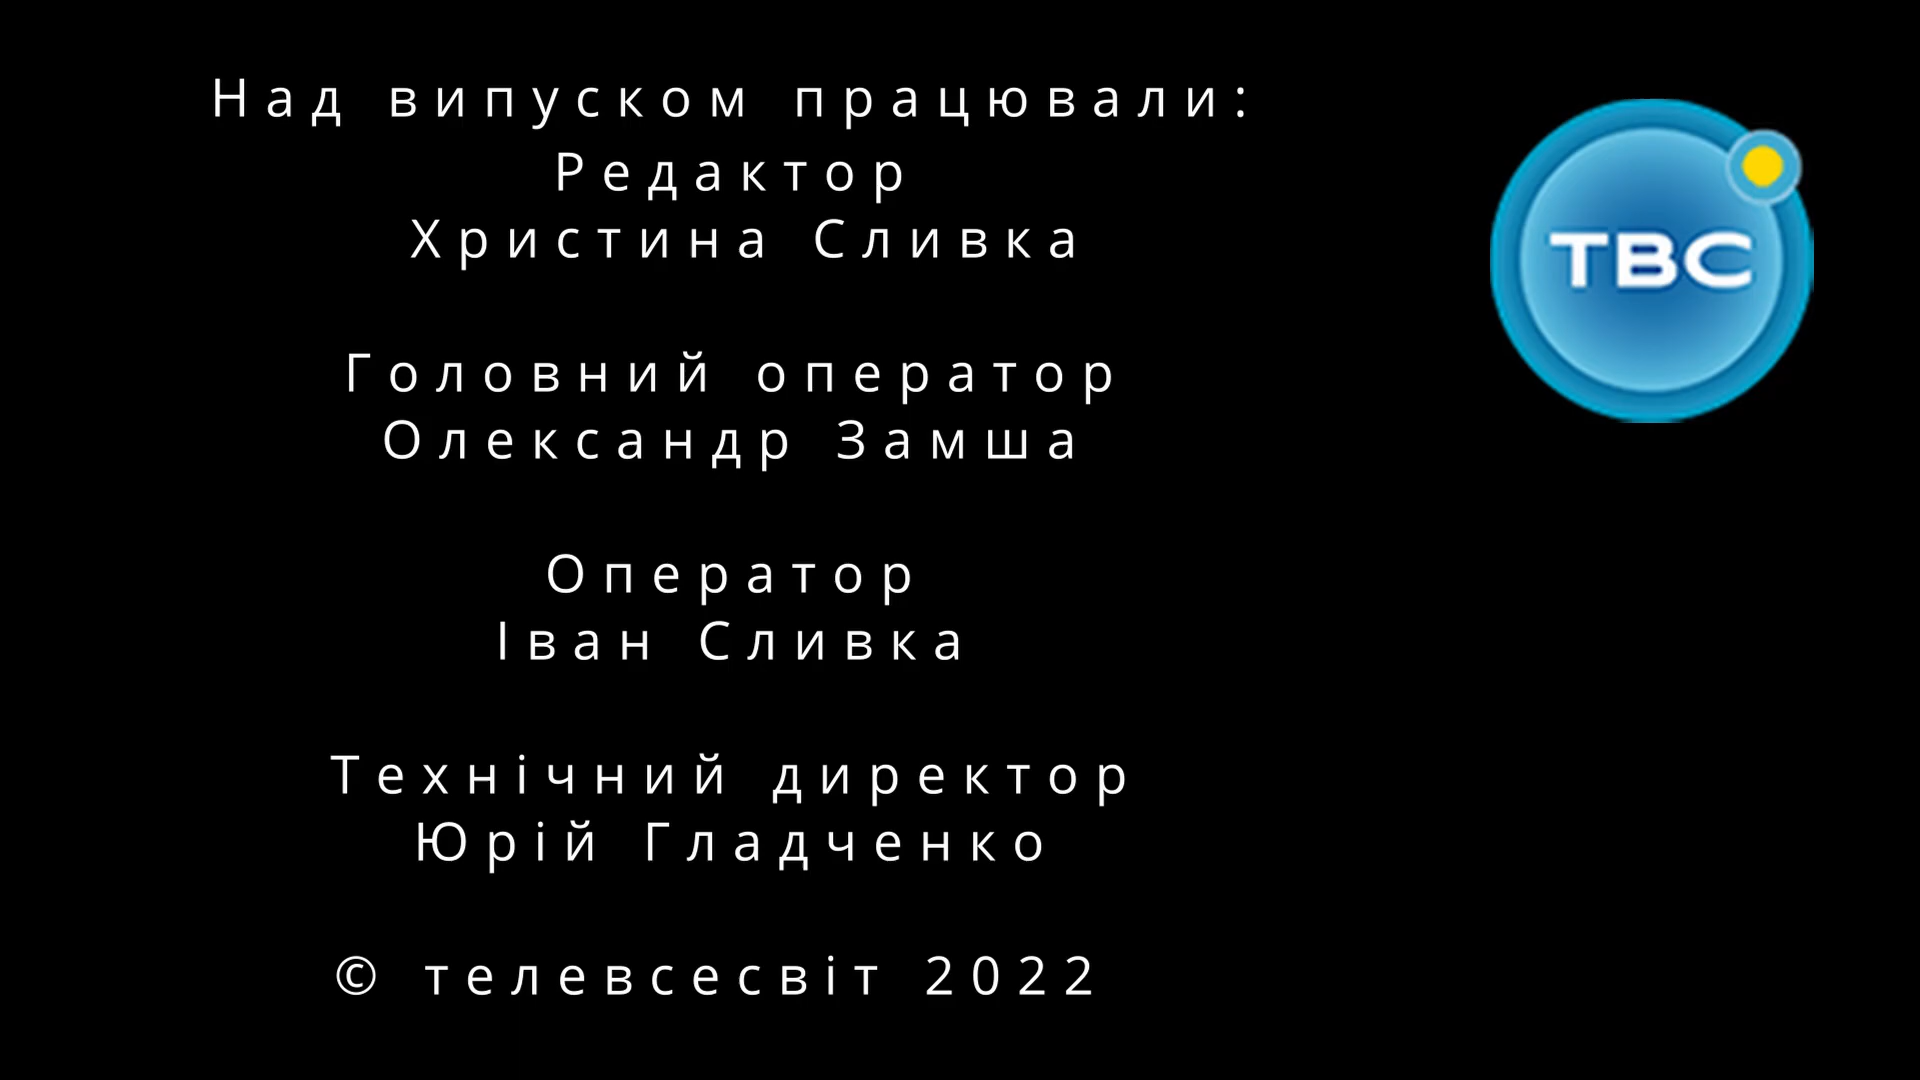 Над випуском працювали:
Редактор
Христина Сливка
Головний оператор
Олександр Замша
Оператор
Іван Сливка
Технічний директор
Юрій Гладченко
© телевсесвіт 2022
ТВС